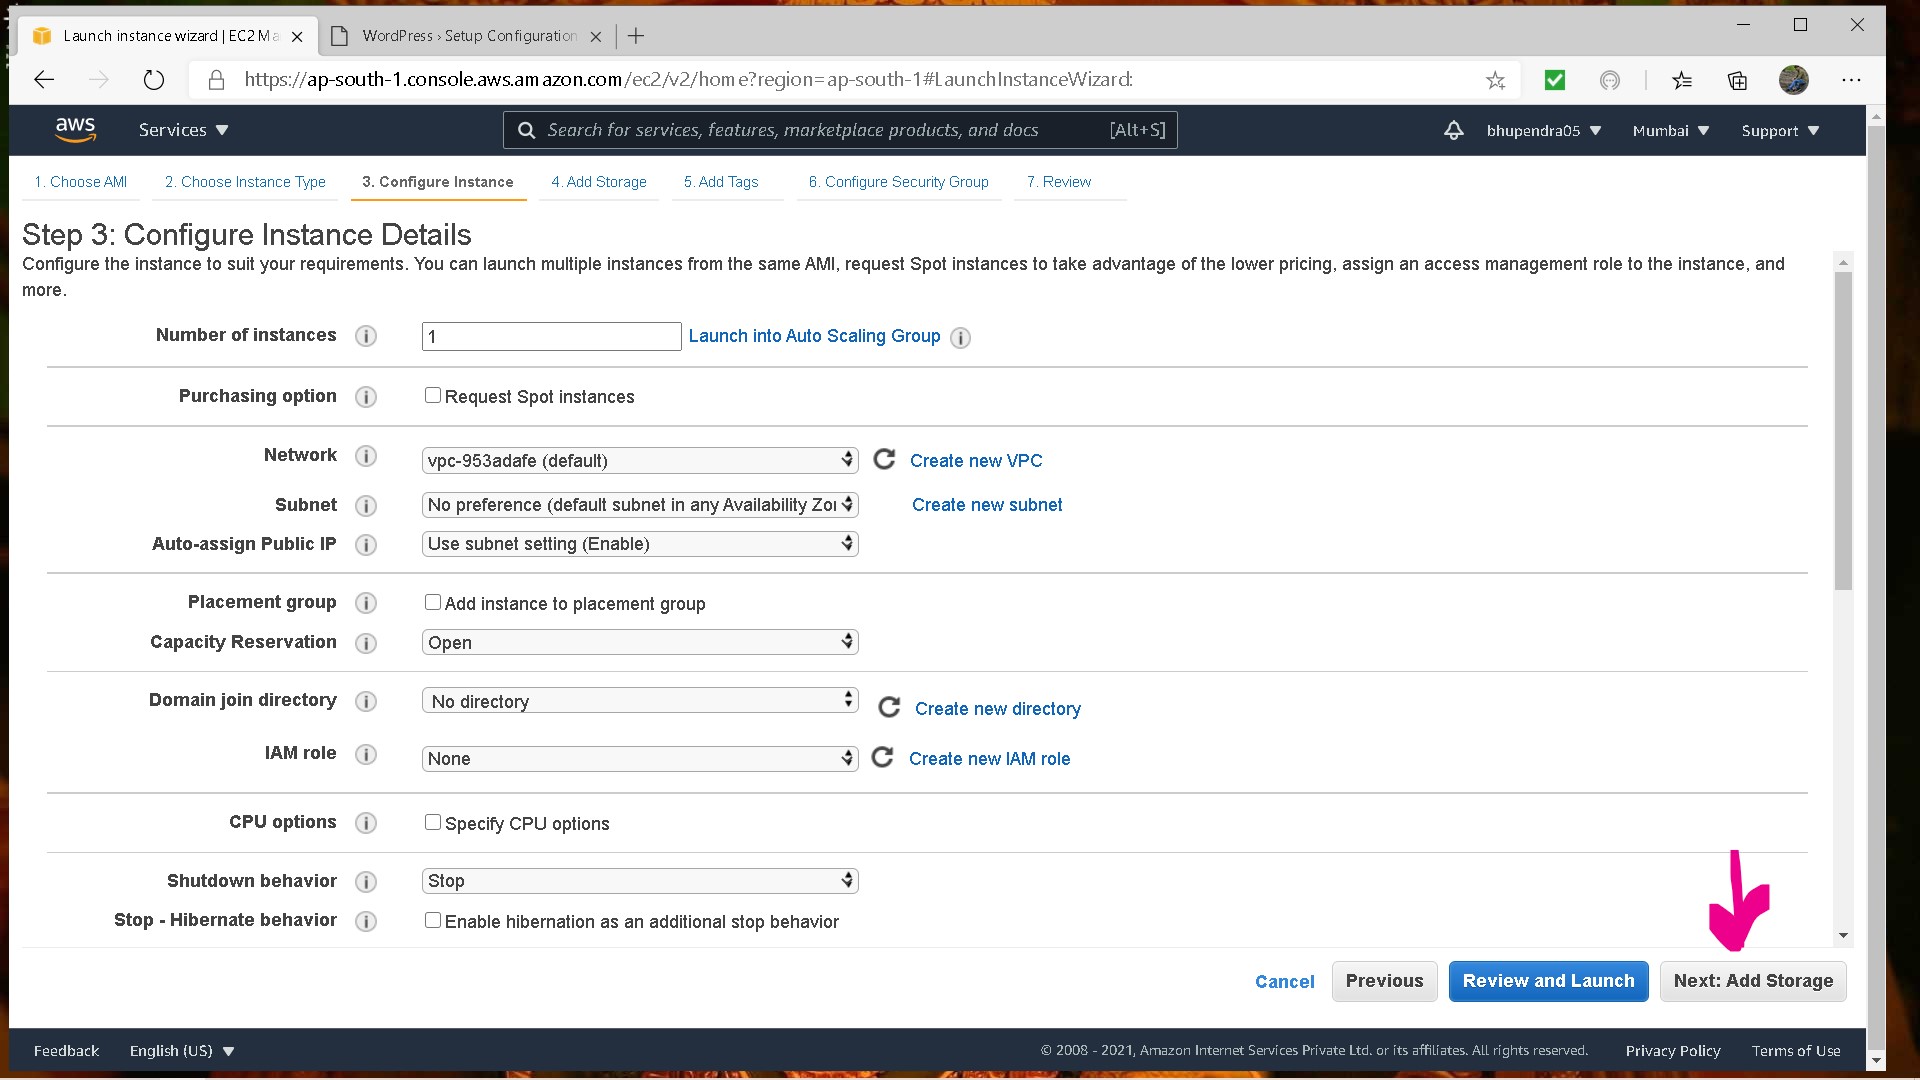 Launch instance wizard | EC2 Ma
WordPress › Setup Configuration
https://ap-south-1.console.aws.amazon.com/ec2/v2/home?region=ap-south-1#LaunchInstanceWizard:
aws
Services
Search for services, features, marketplace products, and docs
[Alt+S]
bhupendra05
Mumbai
Support
1. Choose AMI
2. Choose Instance Type
3. Configure Instance
4. Add Storage
5. Add Tags
6. Configure Security Group
7. Review
Step 3: Configure Instance Details
Configure the instance to suit your requirements. You can launch multiple instances from the same AMI, request Spot instances to take advantage of the lower pricing, assign an access management role to the instance, and
more.
Number of instances
1
Launch into Auto Scaling Group
Purchasing option
Request Spot instances
Network
vpc-953adafe (default)
Create new VPC
Subnet
No preference (default subnet in any Availability Zon
Create new subnet
Auto-assign Public IP
Use subnet setting (Enable)
Placement group
Add instance to placement group
Capacity Reservation
Open
Domain join directory
No directory
Create new directory
IAM role
None
Create new IAM role
CPU options
Specify CPU options
Shutdown behavior
Stop
Stop - Hibernate behavior
Enable hibernation as an additional stop behavior
Cancel
Previous
Review and Launch
Next: Add Storage
Feedback
English (US)
© 2008 - 2021, Amazon Internet Services Private Ltd. or its affiliates. All rights reserved.
Privacy Policy
Terms of Use